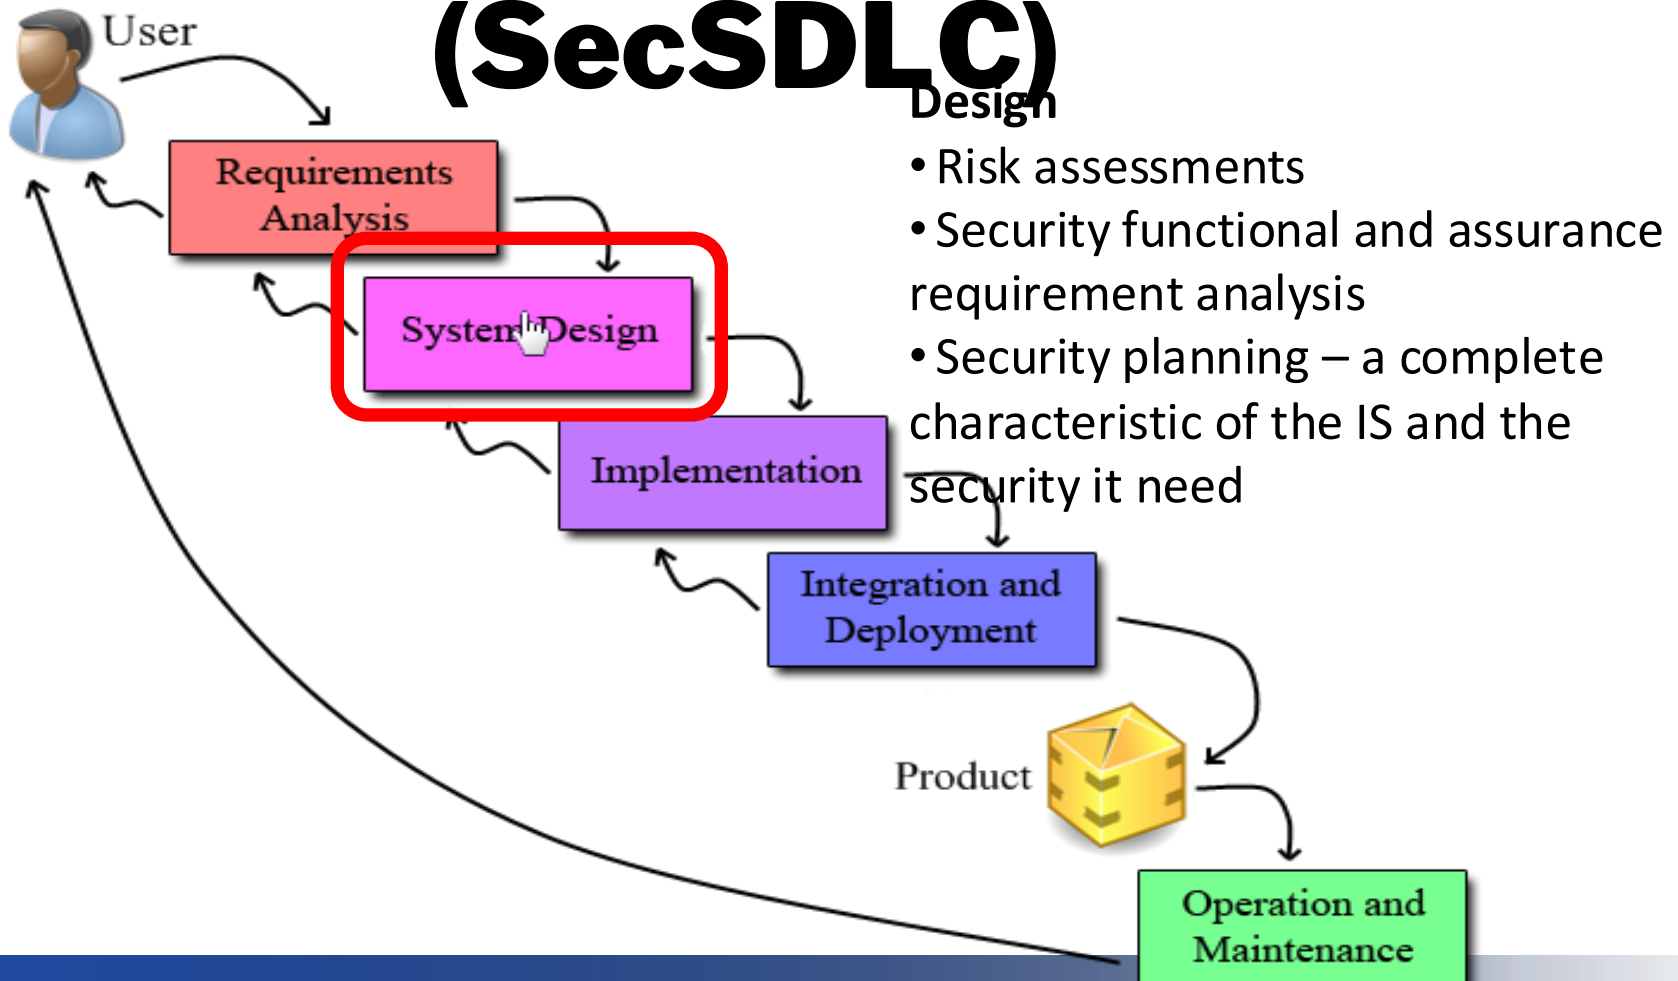 (SecSDLC)
User
Design
• Risk assessments
• Security functional and assurance
requirement analysis
• Security planning – a complete
characteristic of the IS and the
security it need
Requirements
Analysis
System Design
Implementation
Integration and
Deployment
Product
Operation and
Maintenance